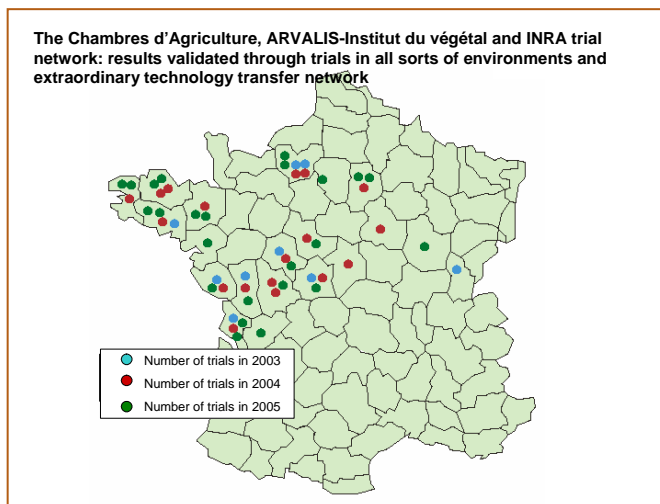 The Chambres d'Agriculture, ARVALIS-Institut du végétal and INRA trial
network: results validated through trials in all sorts of environments and
extraordinary technology transfer network
Number of trials in 2003
Number of trials in 2004
Number of trials in 2005